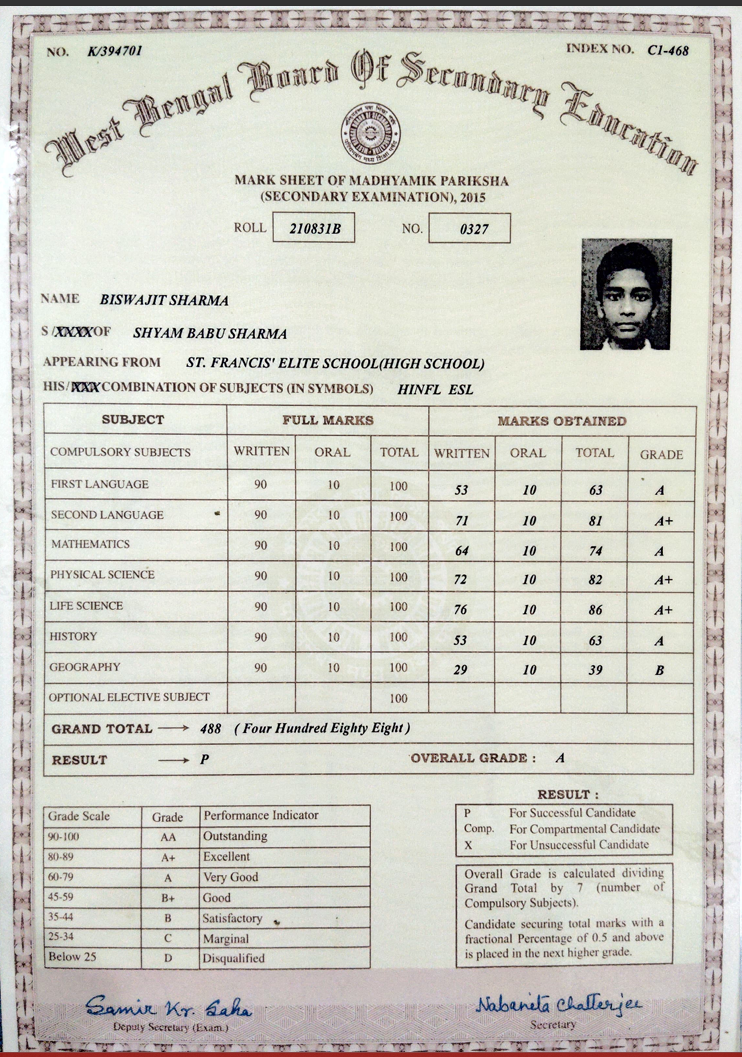 NO. K/394701 INDEX NO. C1-468
West Bengal Board Of Secondary Education
MARK SHEET OF MADHYAMIK PARIKSHA
(SECONDARY EXAMINATION), 2015
ROLL 210831B NO. 0327
NAME BISWAJIT SHARMA
S /XXXX OF SHYAM BABU SHARMA
APPEARING FROM ST. FRANCIS' ELITE SCHOOL(HIGH SCHOOL)
HIS/XXX COMBINATION OF SUBJECTS (IN SYMBOLS) HINFL ESL
SUBJECT FULL MARKS MARKS OBTAINED
COMPULSORY SUBJECTS WRITTEN ORAL TOTAL WRITTEN ORAL TOTAL GRADE
FIRST LANGUAGE 90 10 100 53 10 63 A
SECOND LANGUAGE 90 10 100 71 10 81 A+
MATHEMATICS 90 10 100 64 10 74 A
PHYSICAL SCIENCE 90 10 100 72 10 82 A+
LIFE SCIENCE 90 10 100 76 10 86 A+
HISTORY 90 10 100 53 10 63 A
GEOGRAPHY 90 10 100 29 10 39 B
OPTIONAL ELECTIVE SUBJECT 100
GRAND TOTAL → 488 ( Four Hundred Eighty Eight )
RESULT → P OVERALL GRADE : A
Grade Scale Grade Performance Indicator
90-100 AA Outstanding
80-89 A+ Excellent
60-79 A Very Good
45-59 B+ Good
35-44 B Satisfactory
25-34 C Marginal
Below 25 D Disqualified
RESULT :
P For Successful Candidate
Comp. For Compartmental Candidate
X For Unsuccessful Candidate
Overall Grade is calculated dividing
Grand Total by 7 (number of
Compulsory Subjects).
Candidate securing total marks with a
fractional Percentage of 0.5 and above
is placed in the next higher grade.
Samir Kr. Saha
Deputy Secretary (Exam.)
Nabaneeta Chatterjee
Secretary